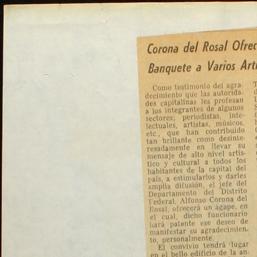 Corona del Rosal Ofrec
Banquete a Varios Art
Como testimonio del agra-
decimiento que las autorida-
des capitalinas les profesan
a los integrantes de algunos
sectores; periodistas, inte-
lectuales, artistas, músicos,
etc., que han contribuído
tan brillante como desinte-
resadamente en llevar su
mensaje de alto nivel artís-
tico y cultural a todos los
habitantes de la capital del
país, a estimularlos y darles
amplia difusión, el jefe del
Departamento del Distrito
Federal, Alfonso Corona del
Rosal, ofrecerá un ágape, en
el cual, dicho funcionario
hará patente ese deseo de
manifestar su agradecimien-
to, personalmente.
El convivio tendrá lugar
en el bello edificio de la an-